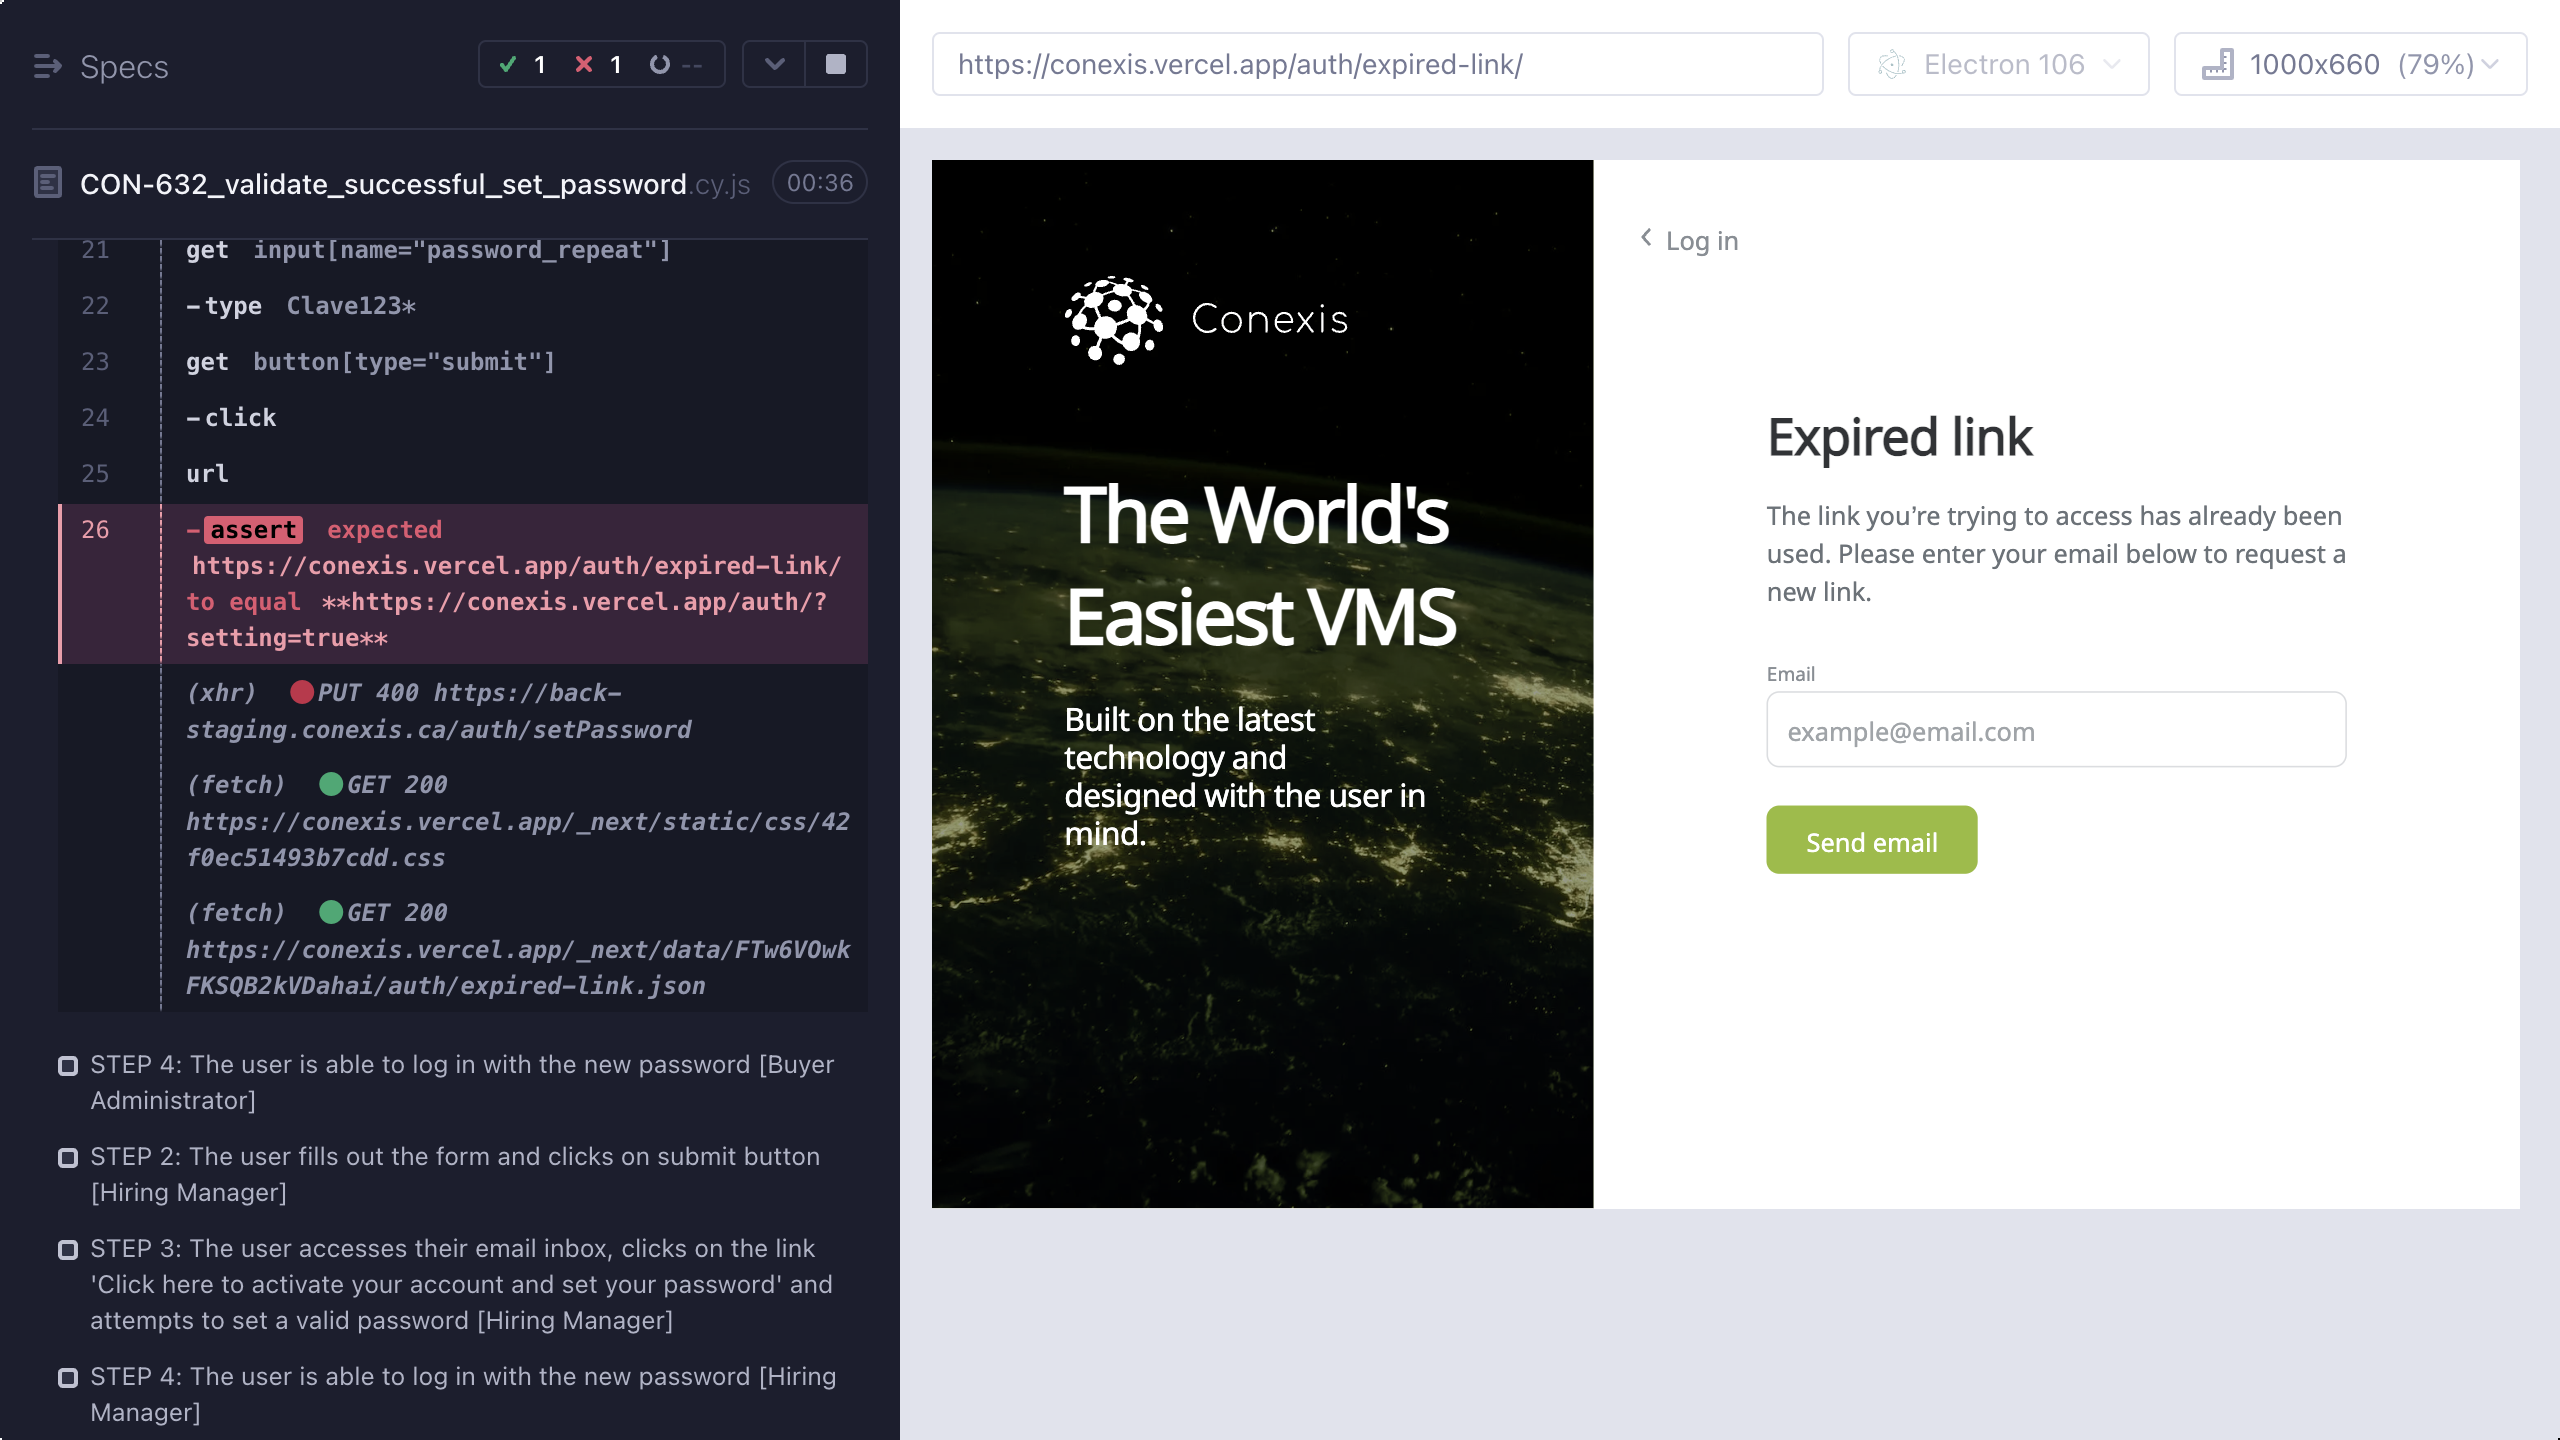 Specs
1
1
--
CON-632_validate_successful_set_password.cy.js
00:36
21 get input[name="password_repeat"]
22 -type Clave123*
23 get button[type="submit"]
24 -click
25 url
26 -assert expected
https://conexis.vercel.app/auth/expired-link/
to equal **https://conexis.vercel.app/auth/?
setting=true**
(xhr) PUT 400 https://back-
staging.conexis.ca/auth/setPassword
(fetch) GET 200
https://conexis.vercel.app/_next/static/css/42
f0ec51493b7cdd.css
(fetch) GET 200
https://conexis.vercel.app/_next/data/FTw6VOwk
FKSQB2kVDahai/auth/expired-link.json
STEP 4: The user is able to log in with the new password [Buyer
Administrator]
STEP 2: The user fills out the form and clicks on submit button
[Hiring Manager]
STEP 3: The user accesses their email inbox, clicks on the link
'Click here to activate your account and set your password' and
attempts to set a valid password [Hiring Manager]
STEP 4: The user is able to log in with the new password [Hiring
Manager]
https://conexis.vercel.app/auth/expired-link/
Electron 106
1000x660 (79%)
Conexis
The World's
Easiest VMS
Built on the latest
technology and
designed with the user in
mind.
Log in
Expired link
The link you’re trying to access has already been
used. Please enter your email below to request a
new link.
Email
example@email.com
Send email